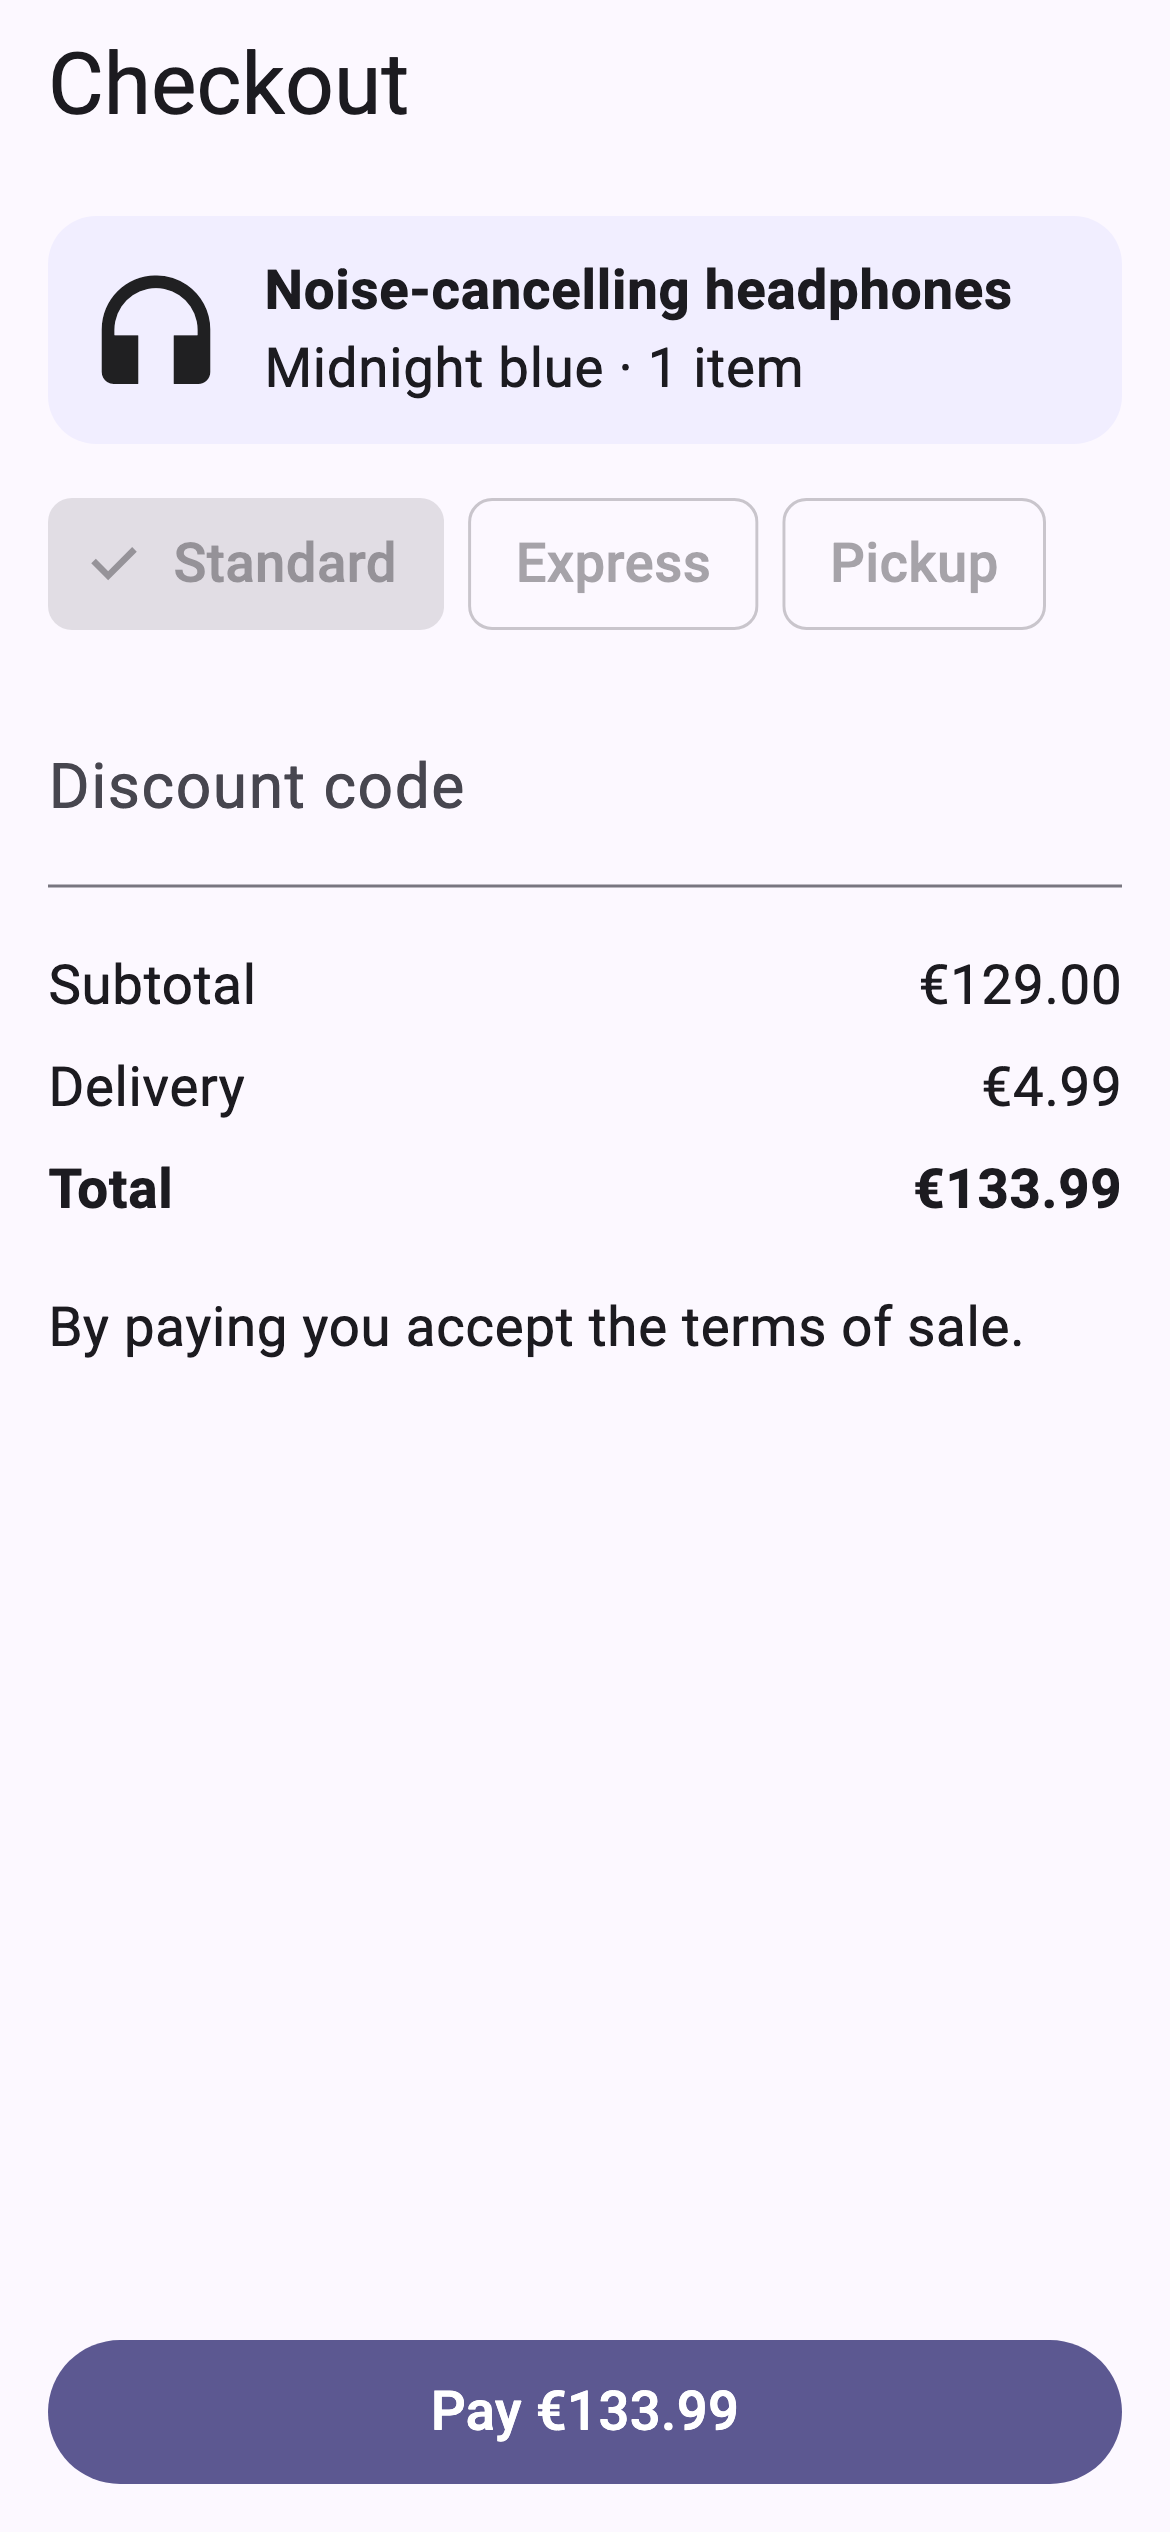 Checkout
Noise-cancelling headphones
Midnight blue · 1 item
Standard Express Pickup
Discount code
Subtotal €129.00
Delivery €4.99
Total €133.99
By paying you accept the terms of sale.
Pay €133.99